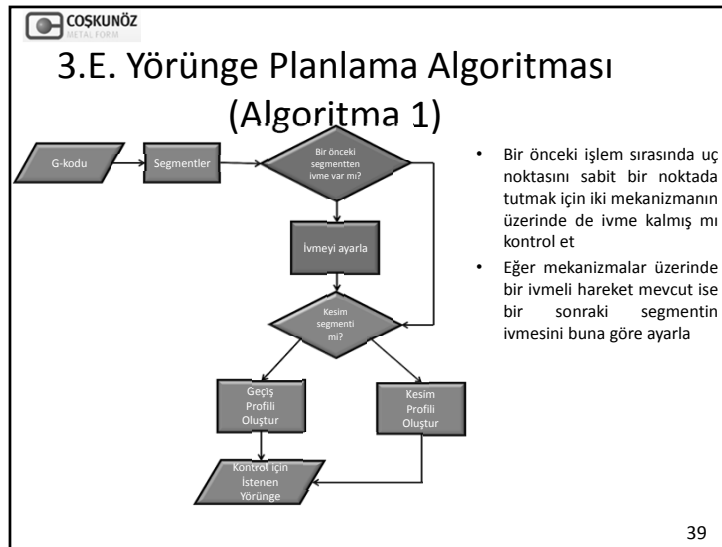 COŞKUNÖZ
METAL FORM
3.E. Yörünge Planlama Algoritması
(Algoritma 1)
G-kodu
Segmentler
Bir önceki
segmentten
ivme var mı?
İvmeyi ayarla
Kesim
segmenti
mi?
Geçiş
Profili
Oluştur
Kesim
Profili
Oluştur
Kontrol için
İstenen
Yörünge
• Bir önceki işlem sırasında uç
noktasını sabit bir noktada
tutmak için iki mekanizmanın
üzerinde de ivme kalmış mı
kontrol et
• Eğer mekanizmalar üzerinde
bir ivmeli hareket mevcut ise
bir sonraki segmentin
ivmesini buna göre ayarla
39